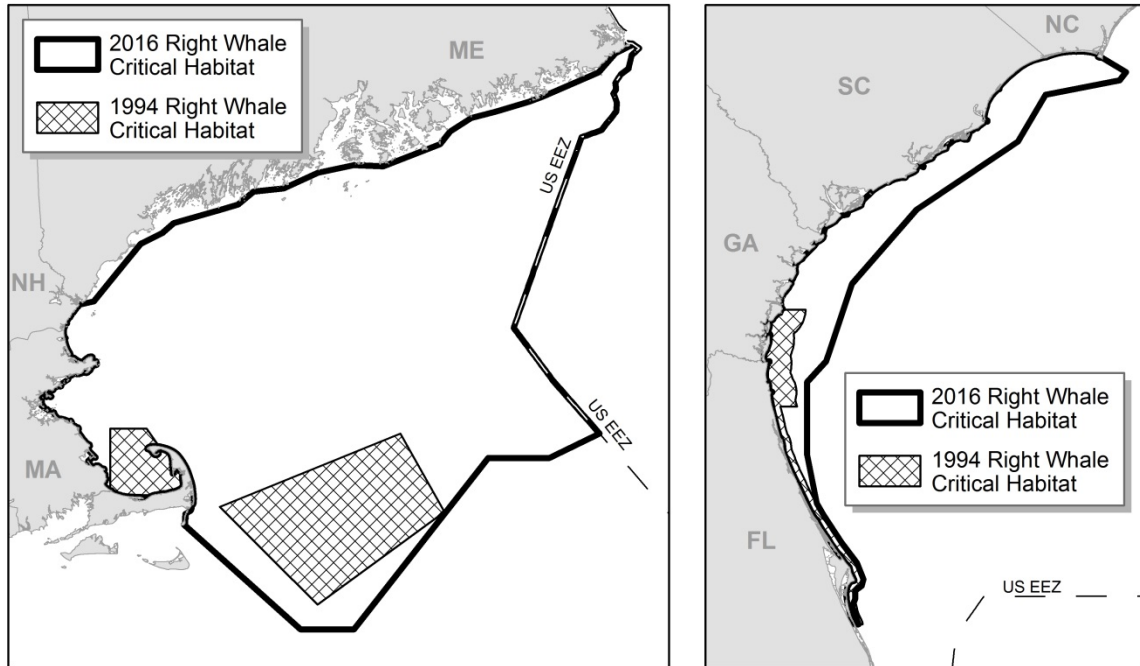 2016 Right Whale
Critical Habitat
1994 Right Whale
Critical Habitat
ME
US EEZ
NH
US EEZ
MA
NC
SC
GA
2016 Right Whale
Critical Habitat
1994 Right Whale
Critical Habitat
FL
US EEZ